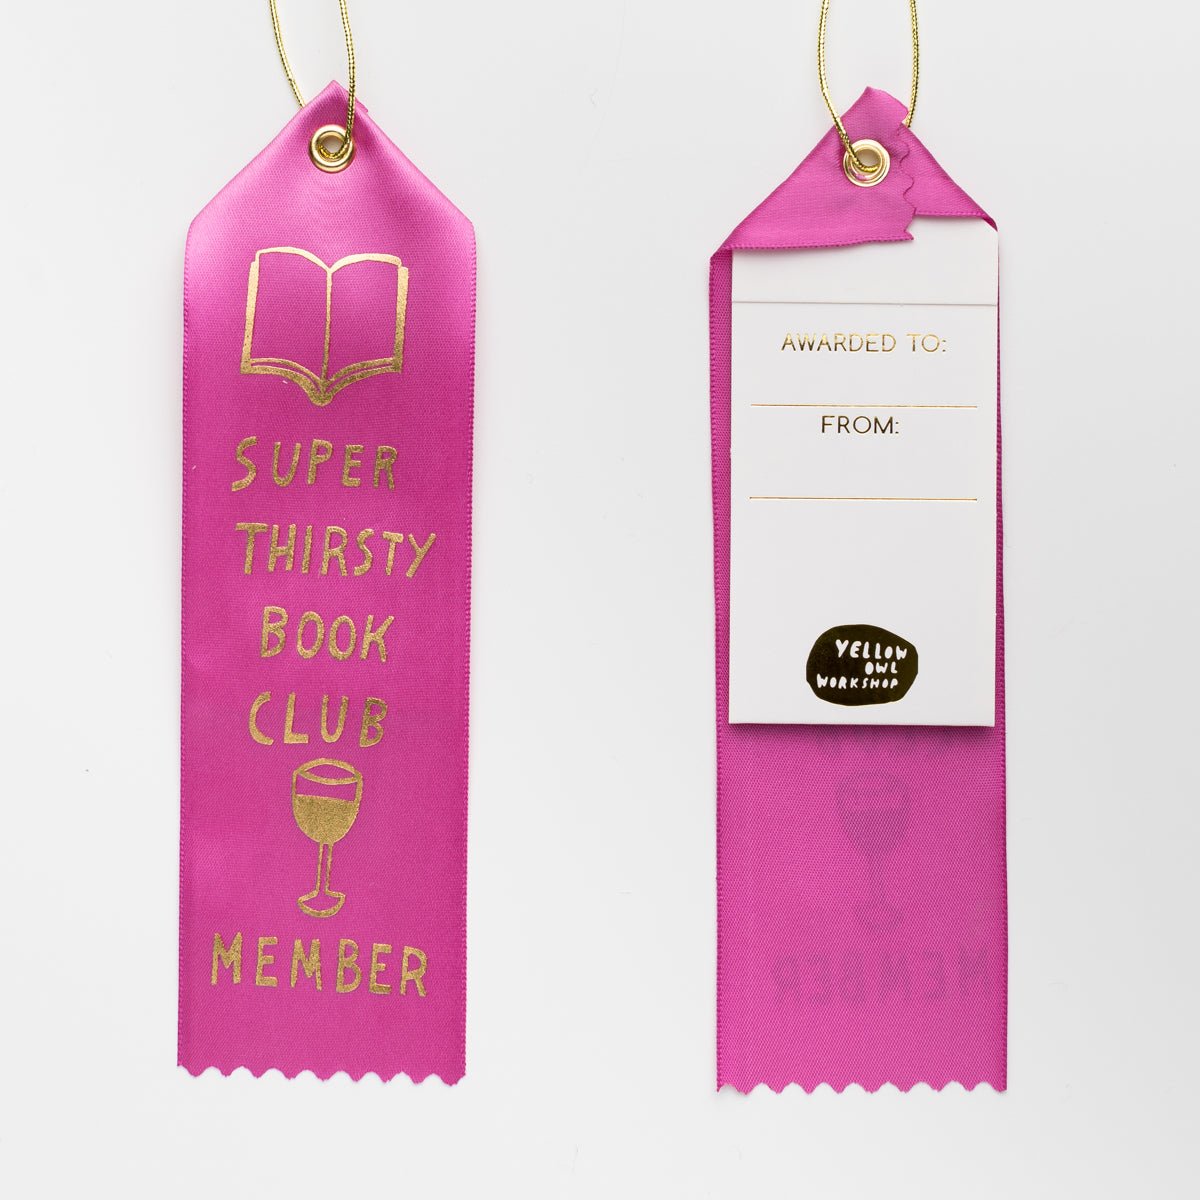 SUPER
THIRSTY
BOOK
CLUB
MEMBER
AWARDED TO:
FROM:
YELLOW
OWL
WORKSHOP